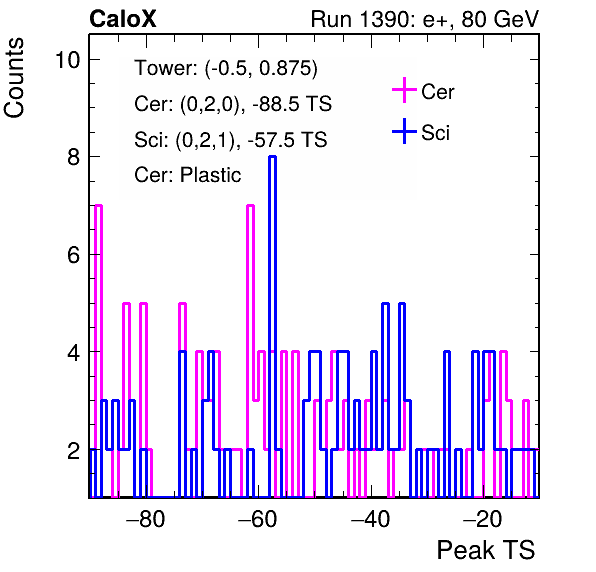 CaloX Run 1390: e+, 80 GeV
Counts
Tower: (-0.5, 0.875)
Cer: (0,2,0), -88.5 TS
Sci: (0,2,1), -57.5 TS
Cer: Plastic
Cer
Sci
10
8
6
4
2
−80 −60 −40 −20
Peak TS